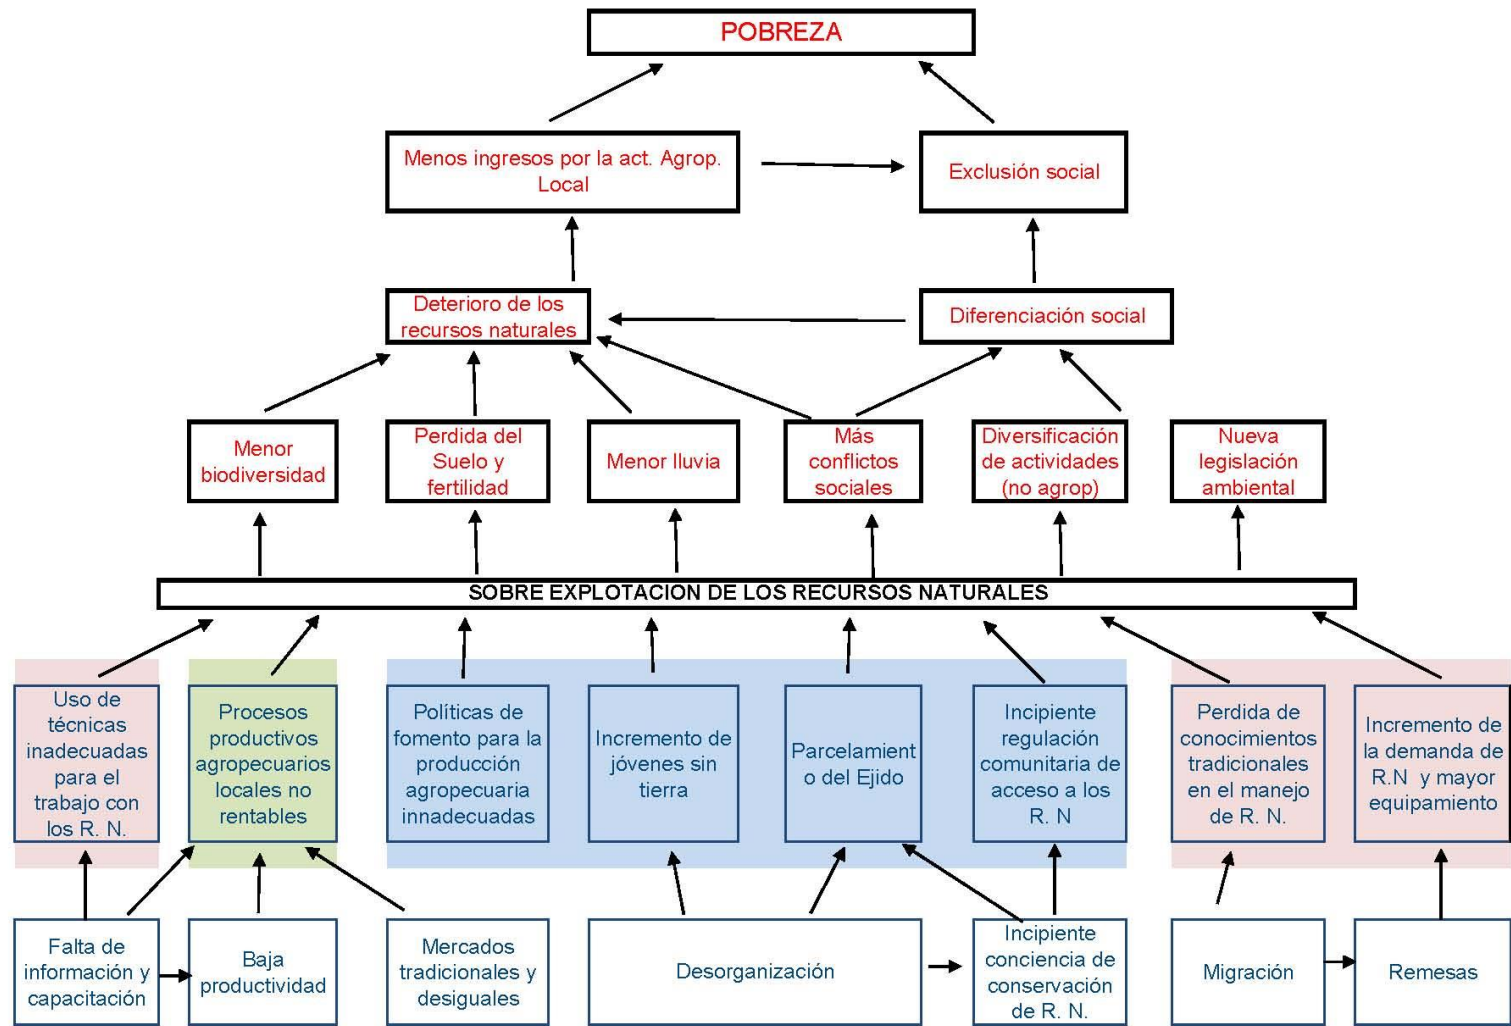 POBREZA
Menos ingresos por la act. Agrop.
Local
Exclusión social
Deterioro de los
recursos naturales
Diferenciación social
Menor
biodiversidad
Perdida del
Suelo y
fertilidad
Menor lluvia
Más
conflictos
sociales
Diversificación
de actividades
(no agrop)
Nueva
legislación
ambiental
SOBRE EXPLOTACION DE LOS RECURSOS NATURALES
Uso de
técnicas
inadecuadas
para el
trabajo con
los R. N.
Procesos
productivos
agropecuarios
locales no
rentables
Políticas de
fomento para la
producción
agropecuaria
innadecuadas
Incremento de
jóvenes sin
tierra
Parcelamient
o del Ejido
Incipiente
regulación
comunitaria de
acceso a los
R. N
Perdida de
conocimientos
tradicionales
en el manejo
de R. N.
Incremento de
la demanda de
R.N y mayor
equipamiento
Falta de
información y
capacitación
Baja
productividad
Mercados
tradicionales y
desiguales
Desorganización
Incipiente
conciencia de
conservación
de R. N.
Migración
Remesas